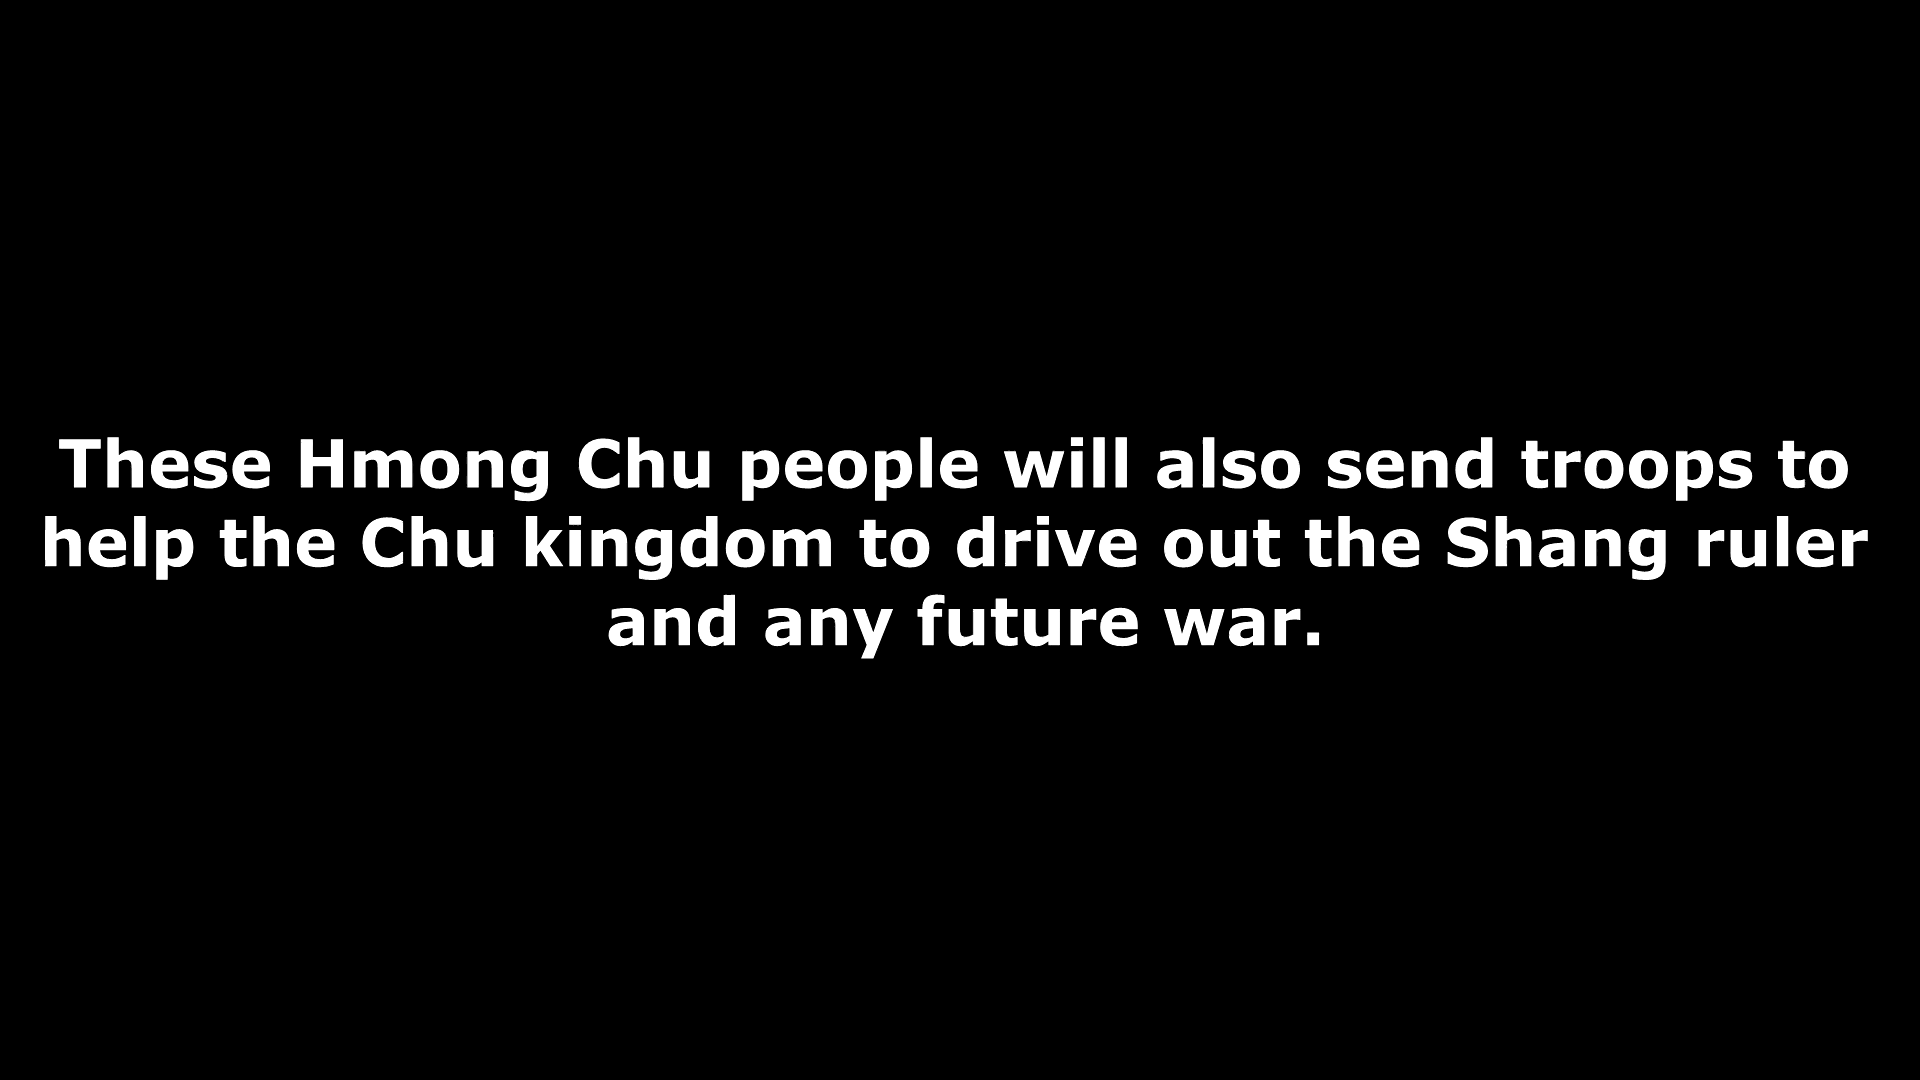 These Hmong Chu people will also send troops to
help the Chu kingdom to drive out the Shang ruler
and any future war.